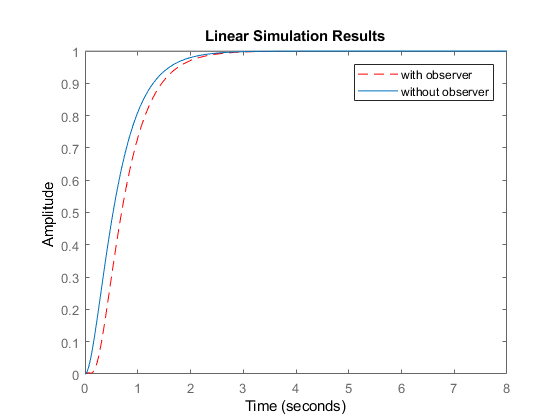 Linear Simulation Results
1
0.9
0.8
0.7
0.6
0.5
0.4
0.3
0.2
0.1
0
Amplitude
with observer
without observer
0 1 2 3 4 5 6 7 8
Time (seconds)